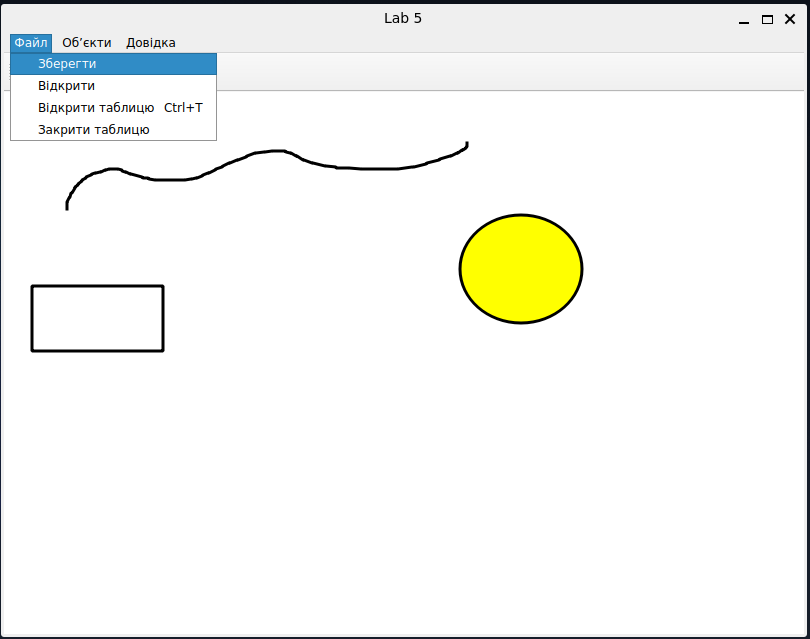 Lab 5
Файл Об’єкти Довідка
Зберегти
Відкрити
Відкрити таблицю Ctrl+T
Закрити таблицю